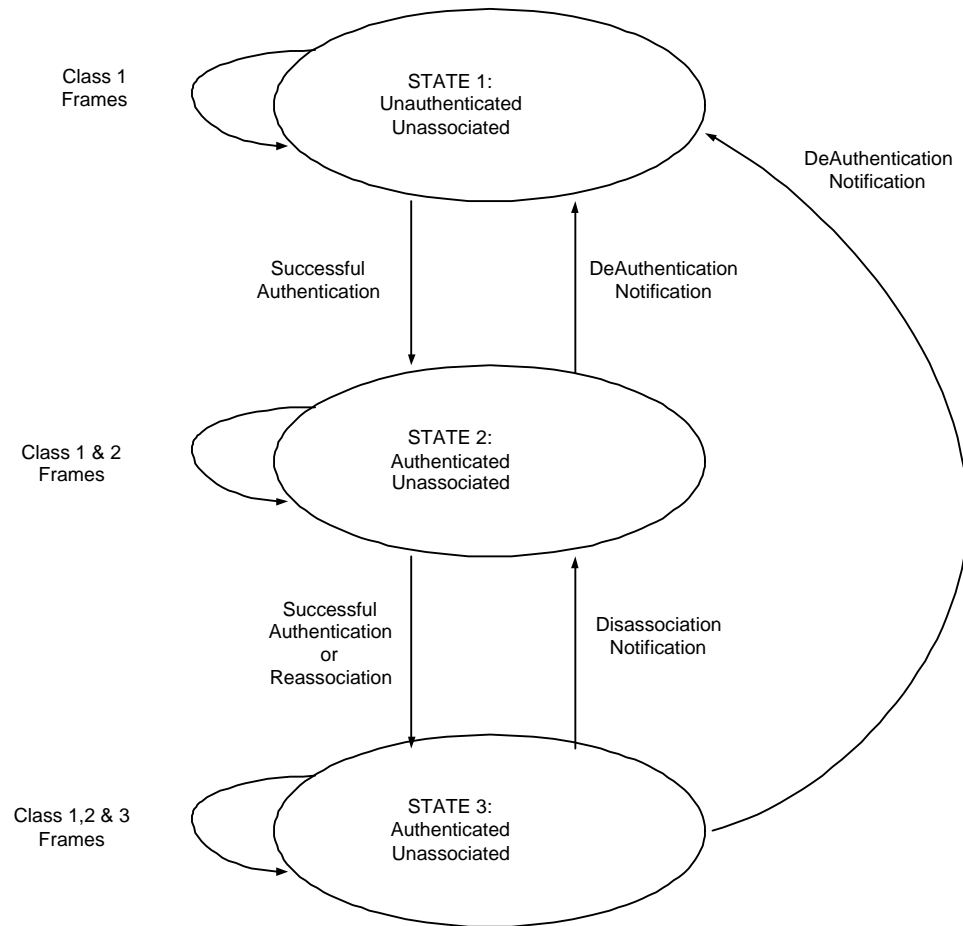 Class 1
Frames
STATE 1:
Unauthenticated
Unassociated
DeAuthentication
Notification
Successful
Authentication
DeAuthentication
Notification
Class 1 & 2
Frames
STATE 2:
Authenticated
Unassociated
Successful
Authentication
or
Reassociation
Disassociation
Notification
Class 1,2 & 3
Frames
STATE 3:
Authenticated
Unassociated